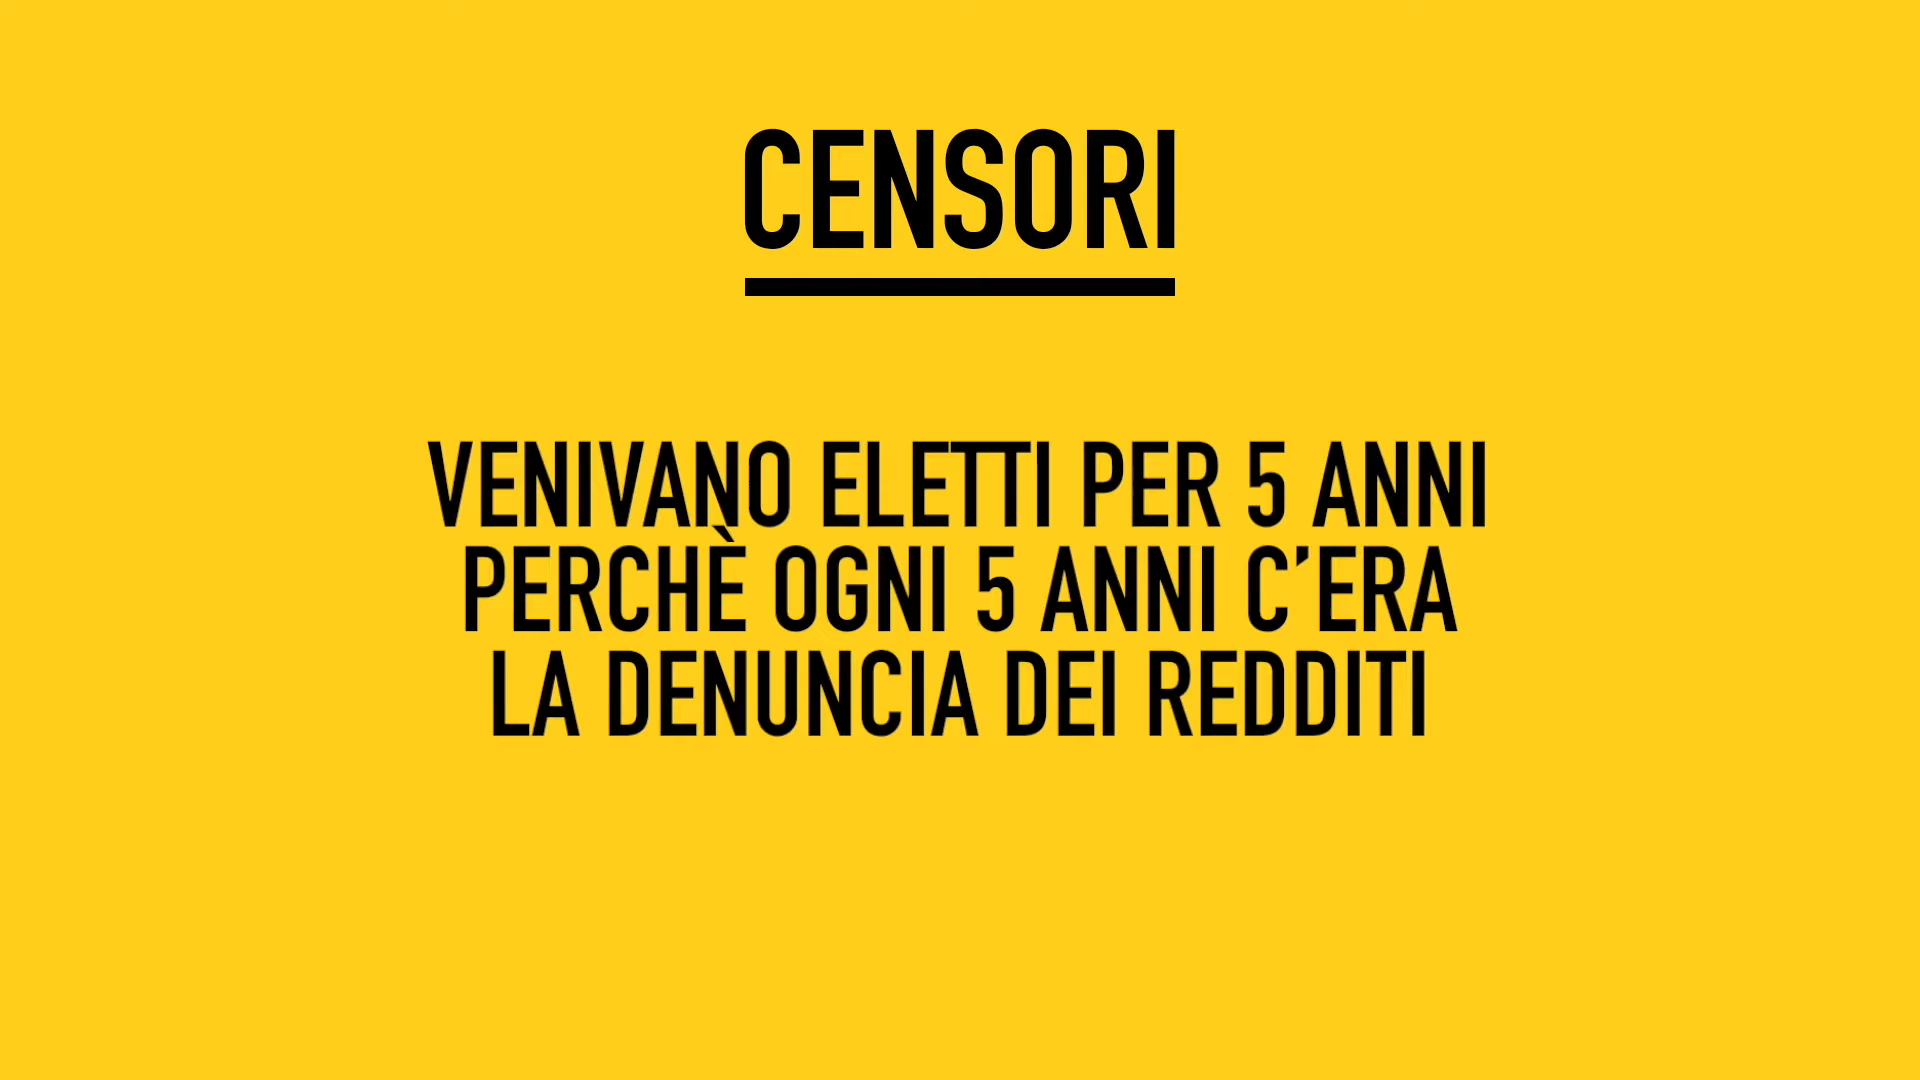 CENSORI
VENIVANO ELETTI PER 5 ANNI
PERCHÈ OGNI 5 ANNI C’ERA
LA DENUNCIA DEI REDDITI